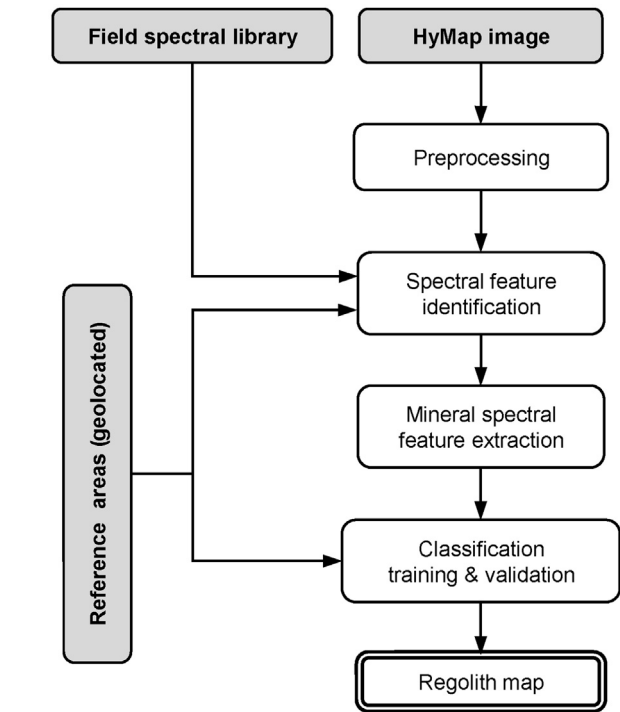 Field spectral library
HyMap image
Preprocessing
Spectral feature
identification
Reference areas (geolocated)
Mineral spectral
feature extraction
Classification
training & validation
Regolith map